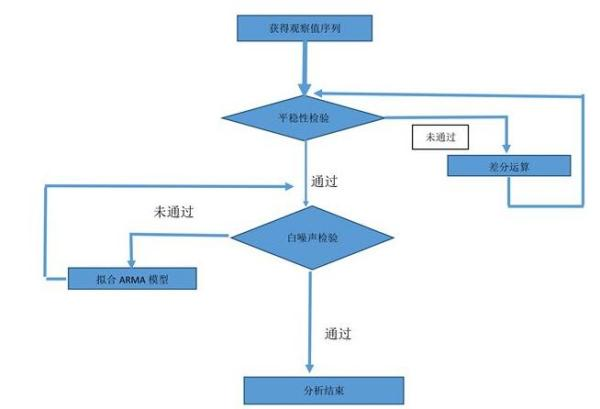 获得观察值序列
平稳性检验
未通过
差分运算
通过
未通过
白噪声检验
拟合 ARMA 模型
通过
分析结束